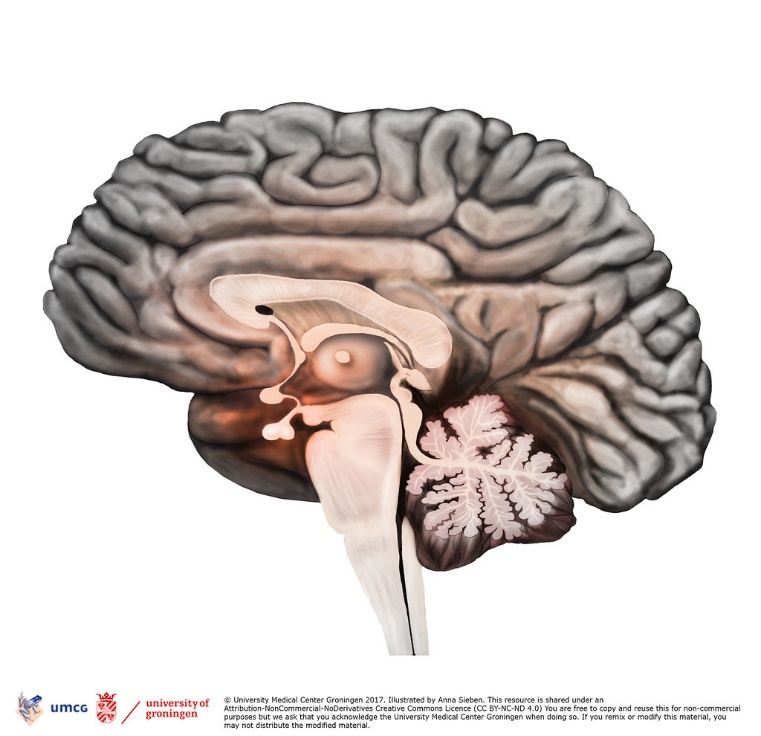 umcg
university of
groningen
© University Medical Center Groningen 2017. Illustrated by Anna Sieben. This resource is shared under an
Attribution-NonCommercial-NoDerivatives Creative Commons Licence (CC BY-NC-ND 4.0) You are free to copy and reuse this for non-commercial
purposes but we ask that you acknowledge the University Medical Center Groningen when doing so. If you remix or modify this material, you
may not distribute the modified material.